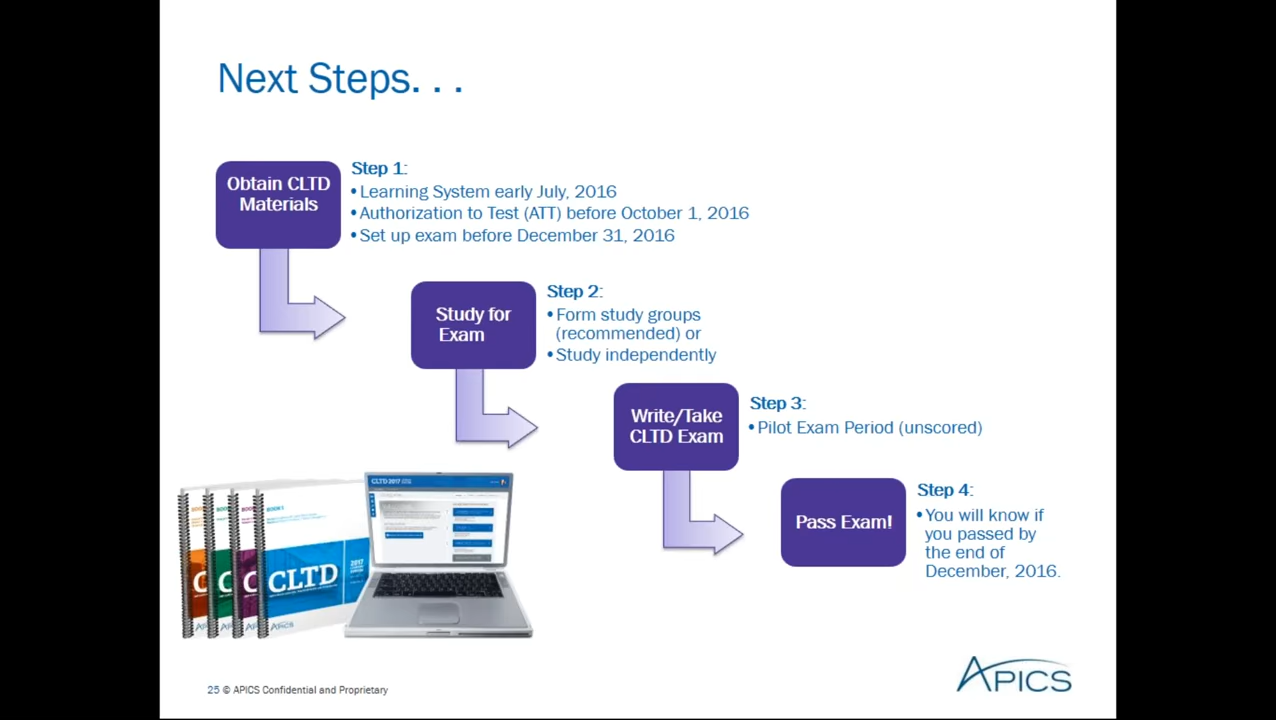 Next Steps. . .
Obtain CLTD
Materials
Step 1:
•Learning System early July, 2016
•Authorization to Test (ATT) before October 1, 2016
•Set up exam before December 31, 2016
Study for
Exam
Step 2:
•Form study groups
(recommended) or
•Study independently
Write/Take
CLTD Exam
Step 3:
•Pilot Exam Period (unscored)
Pass Exam!
Step 4:
•You will know if
you passed by
the end of
December, 2016.
BOOK
CLTD
2017
APICS
CLTD 2017
25 © APICS Confidential and Proprietary
APICS